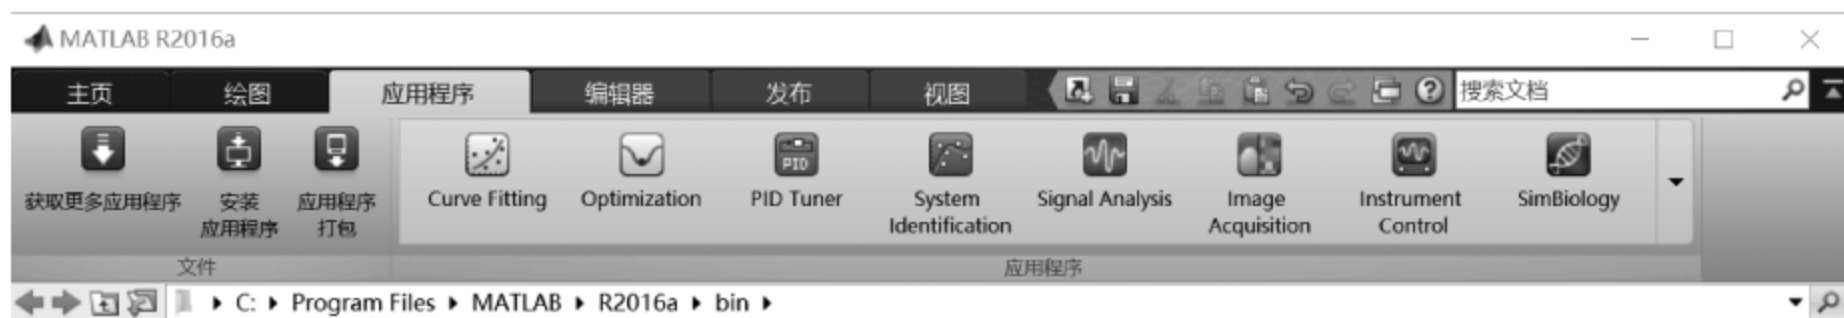 MATLAB R2016a
主页 绘图 应用程序 编辑器 发布 视图 搜索文档
获取更多应用程序 安装 应用程序 Curve Fitting Optimization PID PID Tuner System Signal Analysis Image Instrument SimBiology
应用程序 打包 Identification Acquisition Control
文件 应用程序
C: Program Files MATLAB R2016a bin